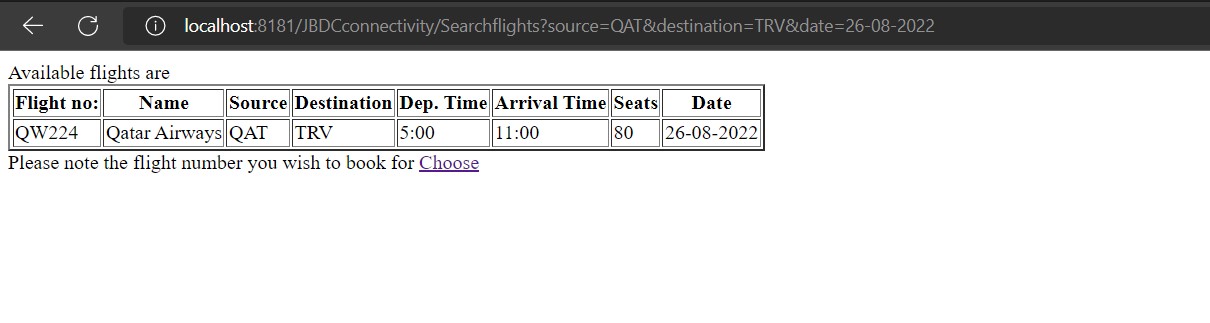 localhost:8181/JBDCconnectivity/Searchflights?source=QAT&destination=TRV&date=26-08-2022
Available flights are
Flight no: Name Source Destination Dep. Time Arrival Time Seats Date
QW224 Qatar Airways QAT TRV 5:00 11:00 80 26-08-2022
Please note the flight number you wish to book for Choose